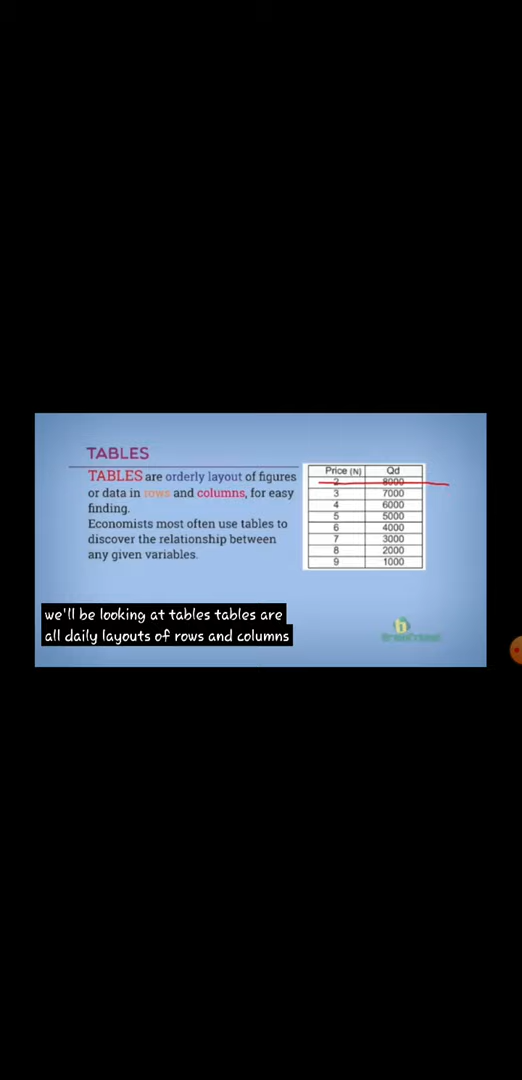 TABLES
TABLES are orderly layout of figures
or data in rows and columns, for easy
finding.
Economists most often use tables to
discover the relationship between
any given variables.
Price (N) Qd
2 8000
3 7000
4 6000
5 5000
6 4000
7 3000
8 2000
9 1000
we'll be looking at tables tables are
all daily layouts of rows and columns